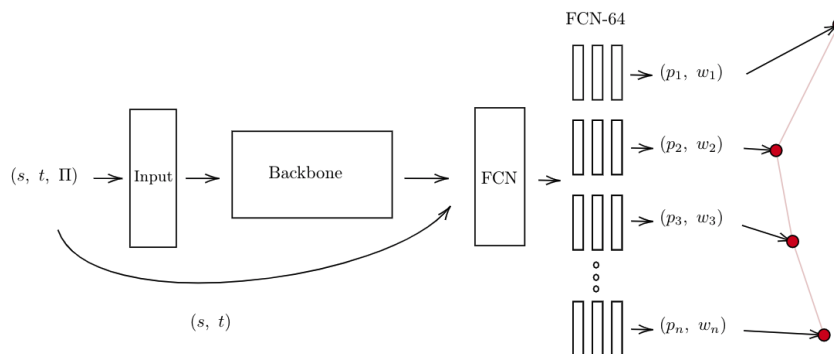 FCN-64
(p₁, w₁)
(p₂, w₂)
(s, t, Π)
Input
Backbone
FCN
(p₃, w₃)
(s, t)
(pₙ, wₙ)